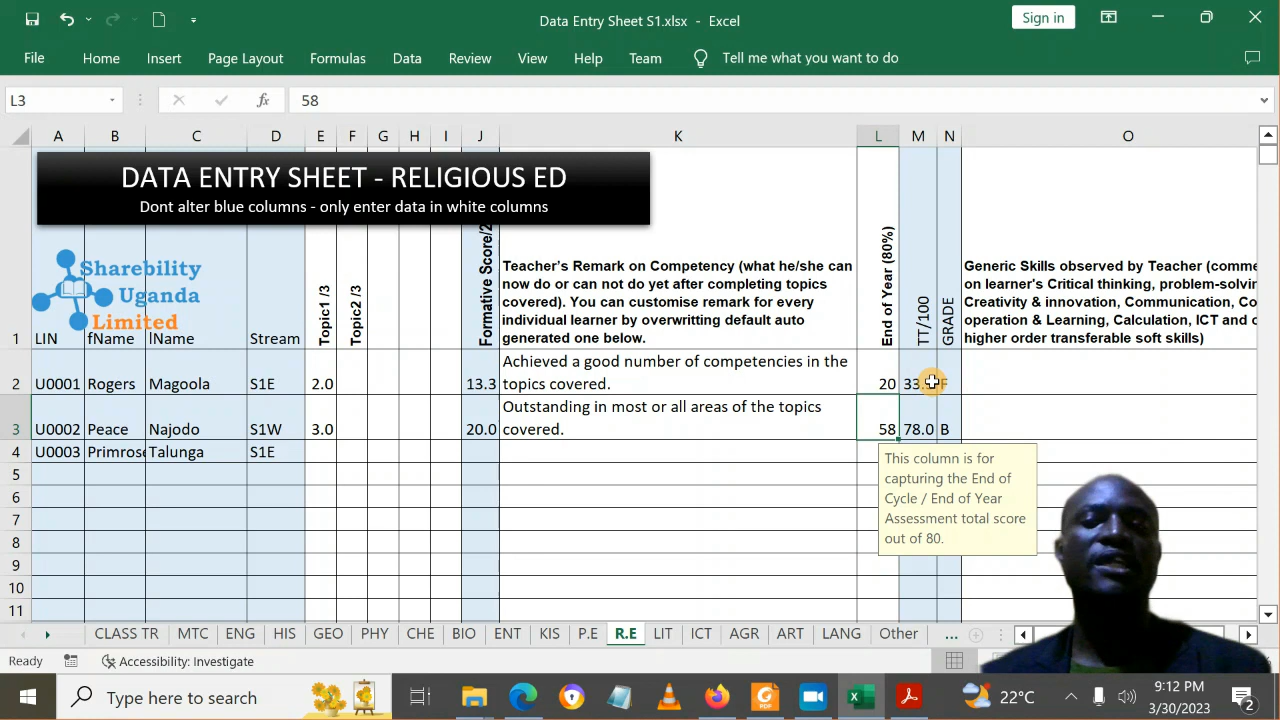 Data Entry Sheet S1.xlsx - Excel
Sign in
File Home Insert Page Layout Formulas Data Review View Help Team Tell me what you want to do
L3 fx 58
A B C D E F G H I J K L M N O
DATA ENTRY SHEET - RELIGIOUS ED
Dont alter blue columns - only enter data in white columns
Sharebility
Uganda
Limited
1 LIN fName lName Stream
Topic1 /3
Topic2 /3
Formative Score/2
Teacher's Remark on Competency (what he/she can
now do or can not do yet after completing topics
covered). You can customise remark for every
individual learner by overwritting default auto
generated one below.
End of Year (80%)
TT/100
GRADE
Generic Skills observed by Teacher (comme
on learner's Critical thinking, problem-solvin
Creativity & innovation, Communication, Co
operation & Learning, Calculation, ICT and o
higher order transferable soft skills)
2 U0001 Rogers Magoola S1E 2.0 13.3
Achieved a good number of competencies in the
topics covered.
20 33. F
3 U0002 Peace Najodo S1W 3.0 20.0
Outstanding in most or all areas of the topics
covered.
58 78.0 B
4 U0003 Primrose Talunga S1E
This column is for
capturing the End of
Cycle / End of Year
Assessment total score
out of 80.
5
6
7
8
9
10
11
CLASS TR MTC ENG HIS GEO PHY CHE BIO ENT KIS P.E R.E LIT ICT AGR ART LANG Other ...
Ready Accessibility: Investigate
Type here to search
22°C
9:12 PM
3/30/2023
2